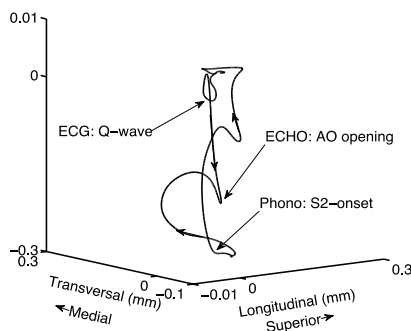 0.01
0
ECG: Q−wave
ECHO: AO opening
Phono: S2−onset
−0.3
0.3
0
−0.1
−0.01
0
0.3
Transversal (mm)
Medial
Longitudinal (mm)
Superior